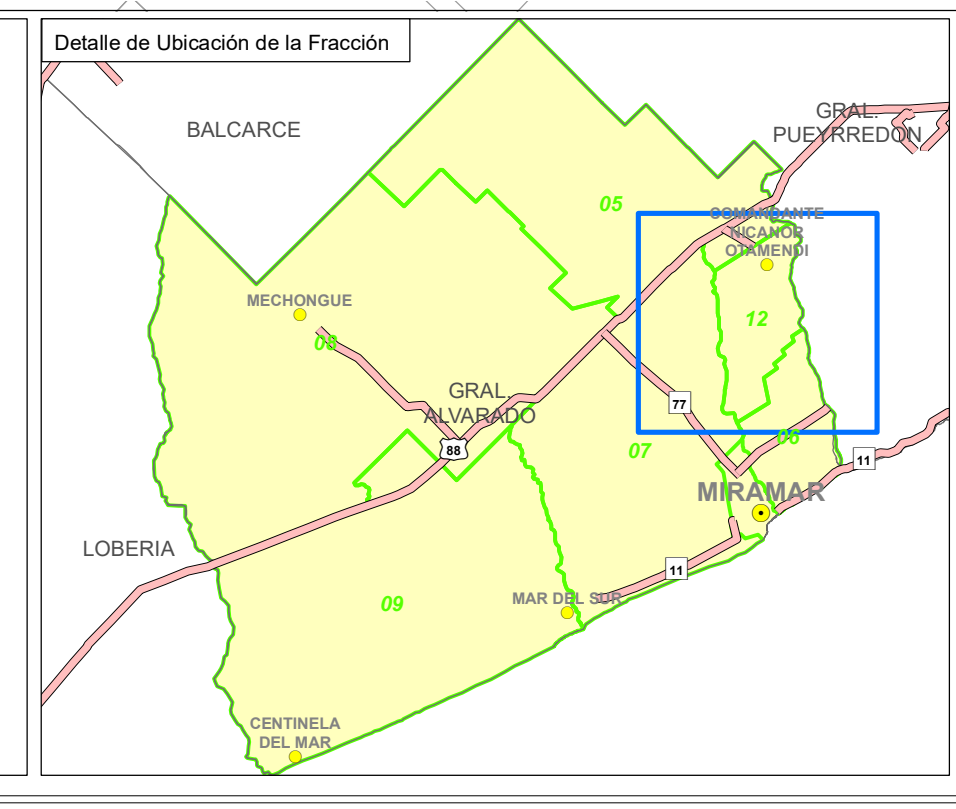 Detalle de Ubicación de la Fracción
BALCARCE
GRAL.
PUEYRREDON
05
COMANDANTE
NICANOR
OTAMENDI
MECHONGUE
12
08
GRAL.
ALVARADO
77
88
07
06
11
MIRAMAR
LOBERIA
11
09
MAR DEL SUR
CENTINELA
DEL MAR